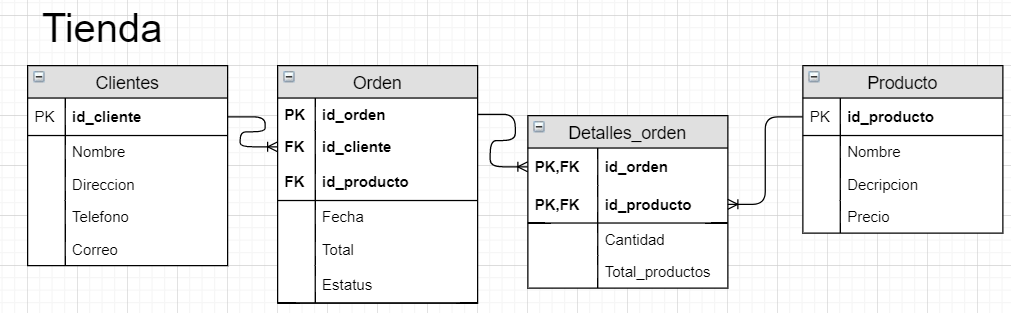 Tienda
Clientes
PK id_cliente
Nombre
Direccion
Telefono
Correo
Orden
PK id_orden
FK id_cliente
FK id_producto
Fecha
Total
Estatus
Detalles_orden
PK,FK id_orden
PK,FK id_producto
Cantidad
Total_productos
Producto
PK id_producto
Nombre
Decripcion
Precio